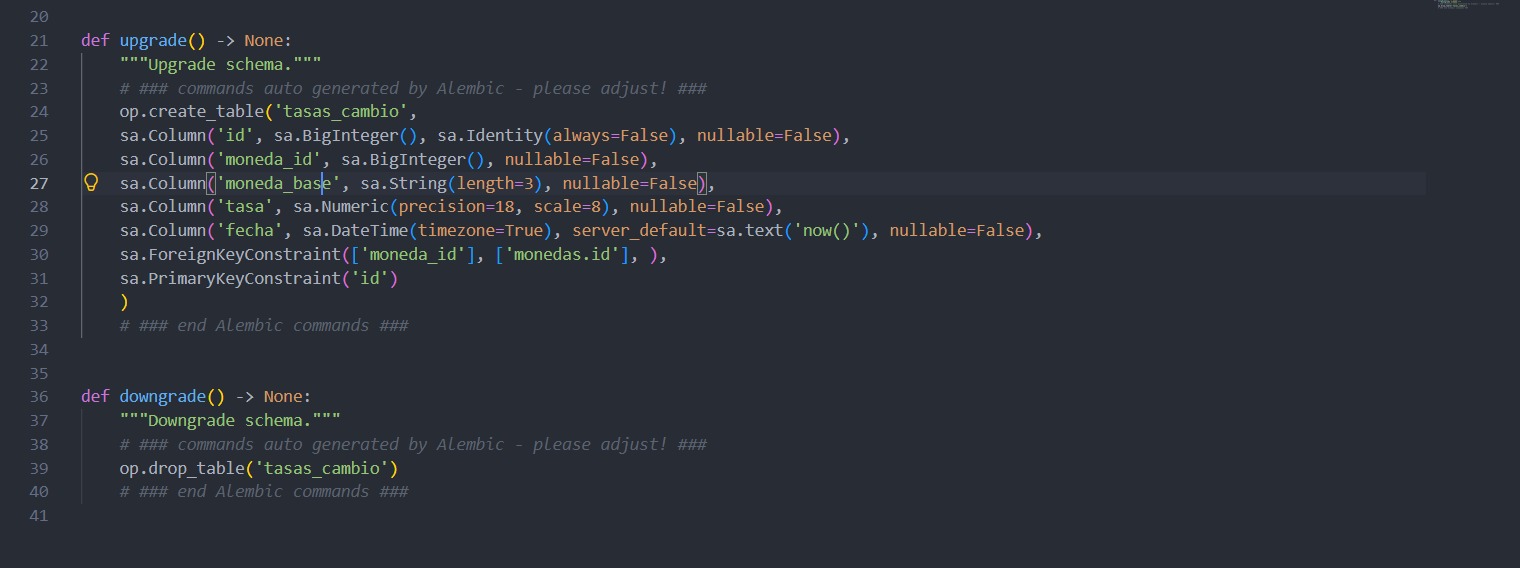 20
21 def upgrade() -> None:
22     """Upgrade schema."""
23     # ### commands auto generated by Alembic - please adjust! ###
24     op.create_table('tasas_cambio',
25     sa.Column('id', sa.BigInteger(), sa.Identity(always=False), nullable=False),
26     sa.Column('moneda_id', sa.BigInteger(), nullable=False),
27     sa.Column('moneda_base', sa.String(length=3), nullable=False),
28     sa.Column('tasa', sa.Numeric(precision=18, scale=8), nullable=False),
29     sa.Column('fecha', sa.DateTime(timezone=True), server_default=sa.text('now()'), nullable=False),
30     sa.ForeignKeyConstraint(['moneda_id'], ['monedas.id'], ),
31     sa.PrimaryKeyConstraint('id')
32     )
33     # ### end Alembic commands ###
34
35
36 def downgrade() -> None:
37     """Downgrade schema."""
38     # ### commands auto generated by Alembic - please adjust! ###
39     op.drop_table('tasas_cambio')
40     # ### end Alembic commands ###
41